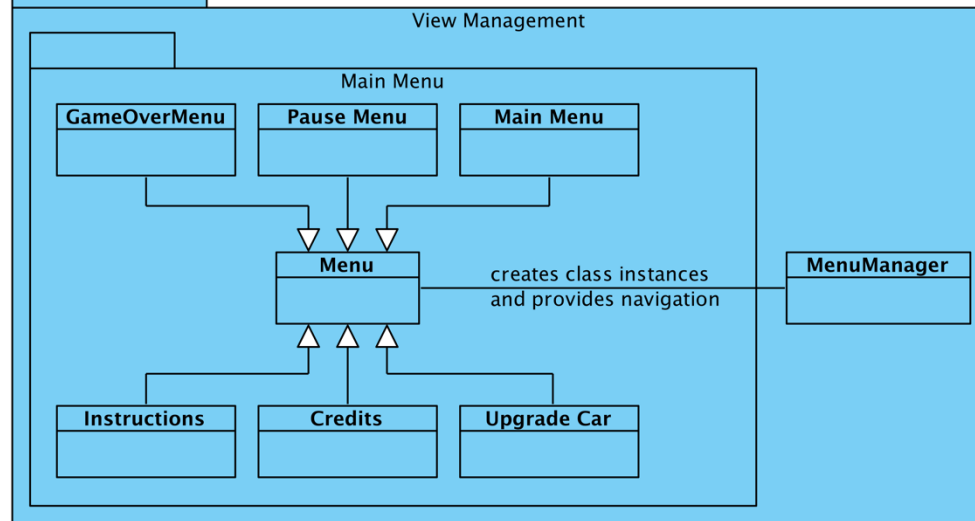 View Management
Main Menu
GameOverMenu
Pause Menu
Main Menu
Menu
creates class instances
and provides navigation
MenuManager
Instructions
Credits
Upgrade Car